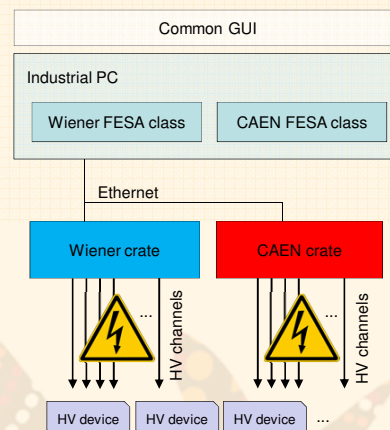 Common GUI
Industrial PC
Wiener FESA class CAEN FESA class
Ethernet
Wiener crate CAEN crate
... HV channels ... HV channels
HV device HV device HV device ...